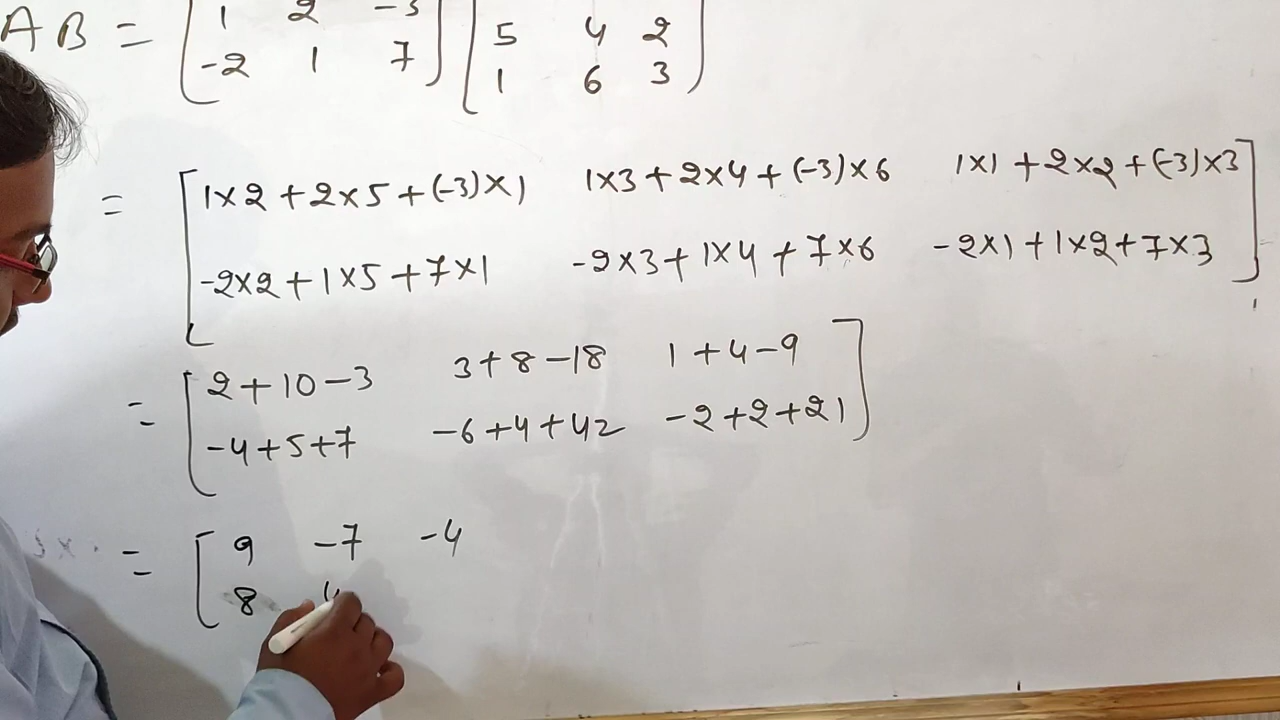 AB = [ 1 2 -3 ] [
-2 1 7 5 4 2
1 6 3 ]
= [ 1×2+2×5+(-3)×1 1×3+2×4+(-3)×6 1×1+2×2+(-3)×3
-2×2+1×5+7×1 -2×3+1×4+7×6 -2×1+1×2+7×3 ]
= [ 2+10-3 3+8-18 1+4-9
-4+5+7 -6+4+42 -2+2+21 ]
= [ 9 -7 -4
8 4